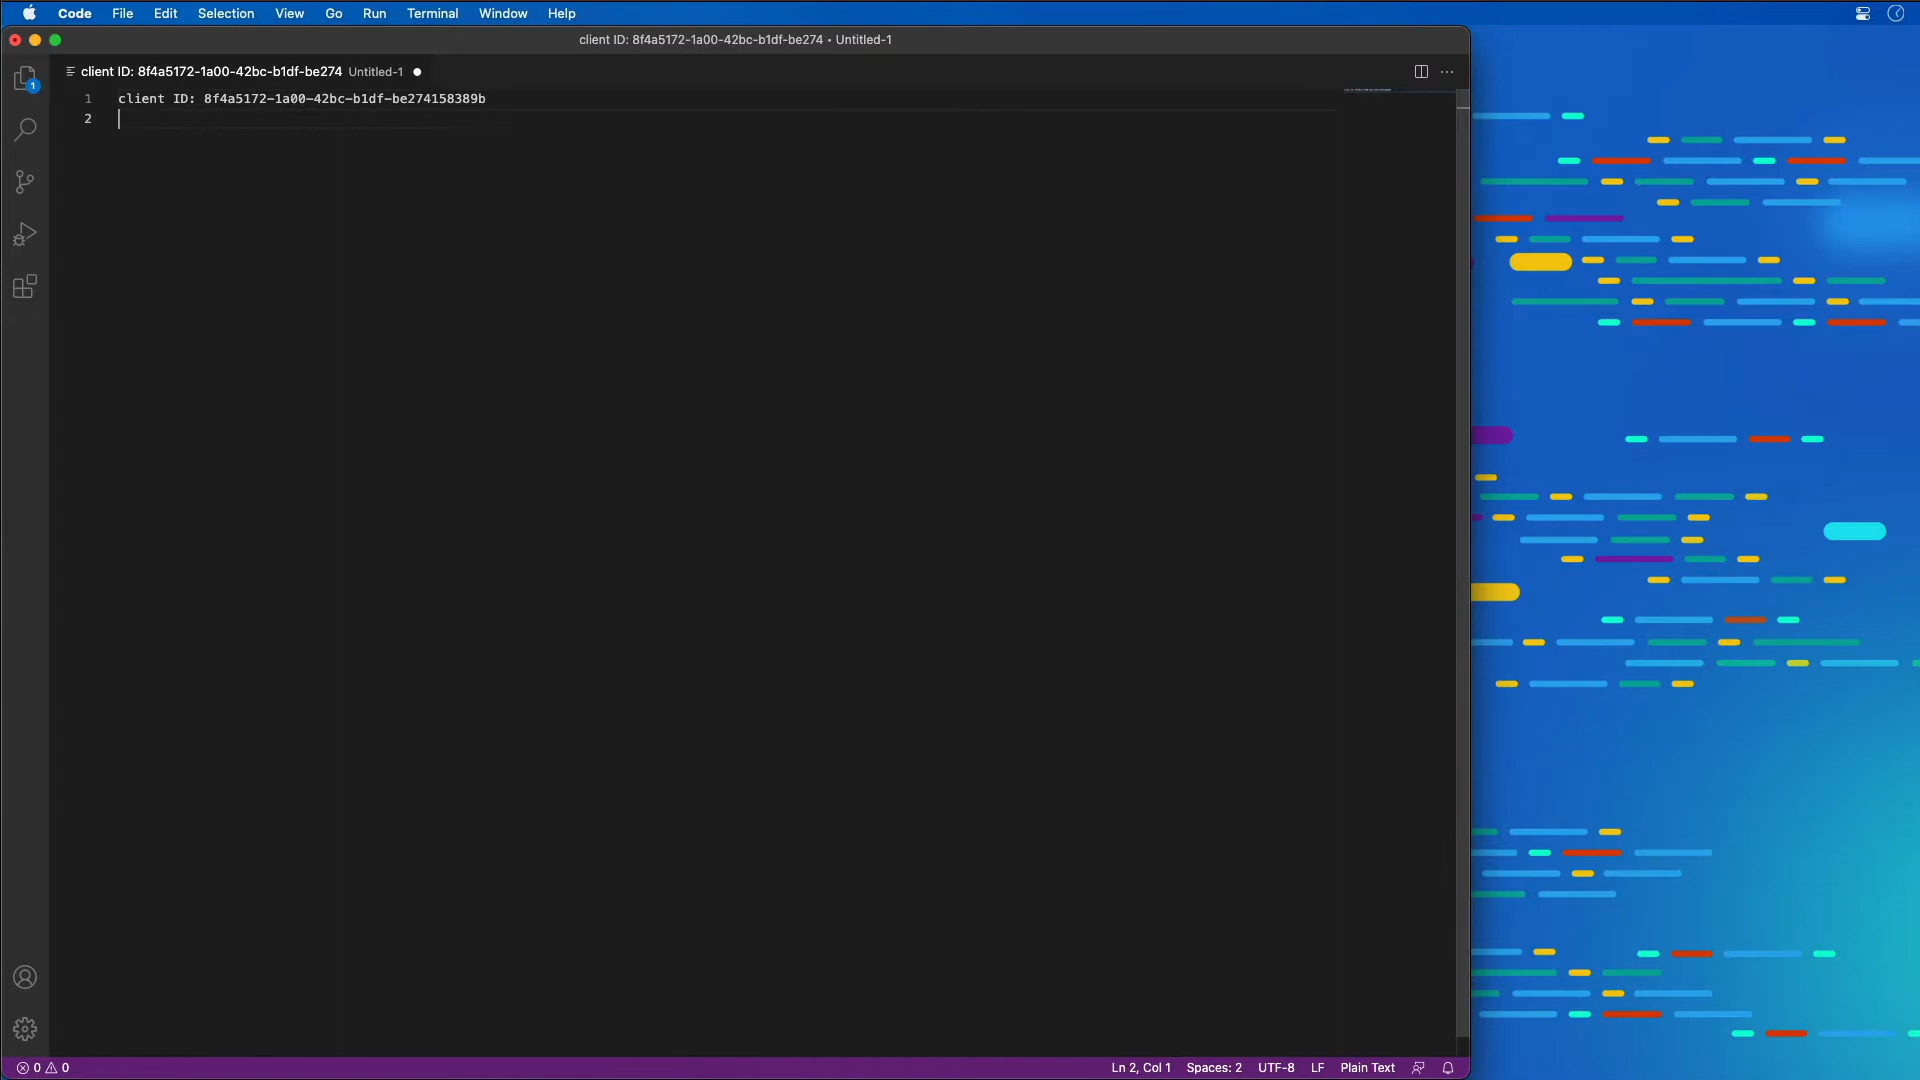 Code File Edit Selection View Go Run Terminal Window Help
client ID: 8f4a5172-1a00-42bc-b1df-be274 • Untitled-1
client ID: 8f4a5172-1a00-42bc-b1df-be274 Untitled-1
1
1 client ID: 8f4a5172-1a00-42bc-b1df-be274158389b
2
0 0 Ln 2, Col 1 Spaces: 2 UTF-8 LF Plain Text